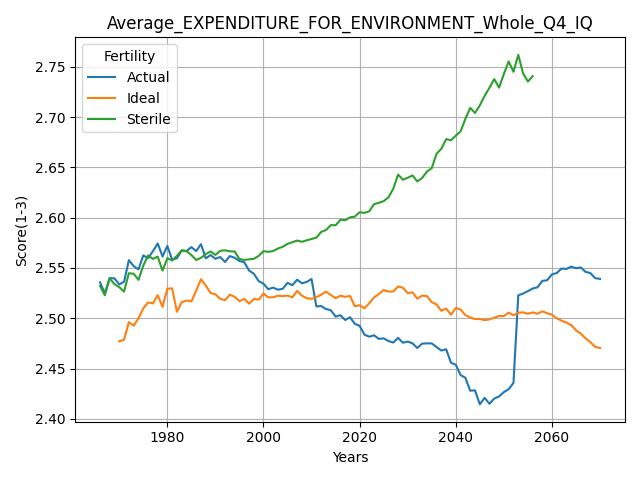 Average_EXPENDITURE_FOR_ENVIRONMENT_Whole_Q4_IQ
Fertility
Actual
Ideal
Sterile
Score(1-3)
2.75
2.70
2.65
2.60
2.55
2.50
2.45
2.40
1980 2000 2020 2040 2060
Years